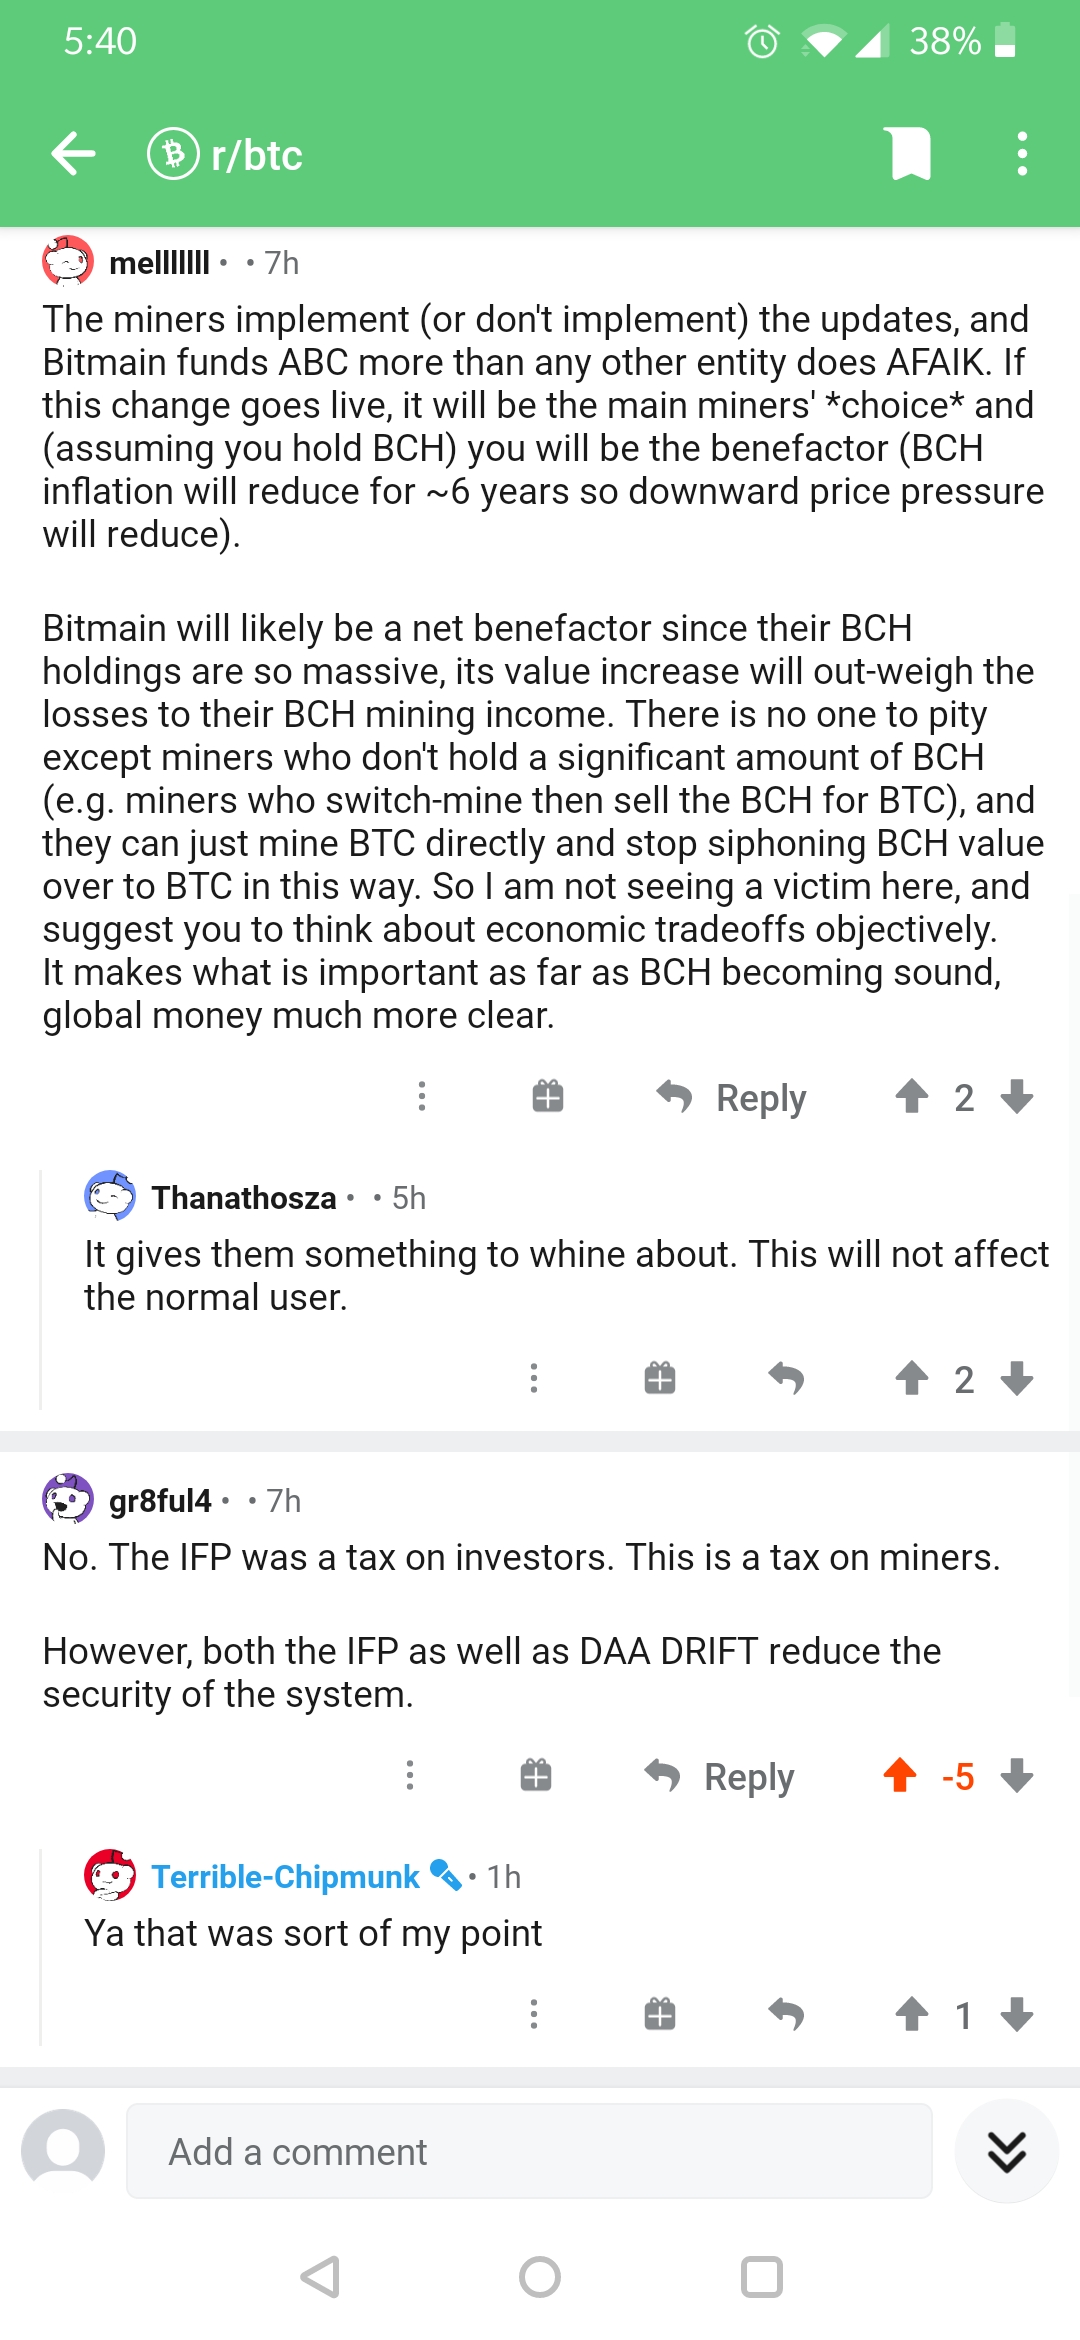 5:40
38%
r/btc
melllllll • • 7h
The miners implement (or don't implement) the updates, and
Bitmain funds ABC more than any other entity does AFAIK. If
this change goes live, it will be the main miners' *choice* and
(assuming you hold BCH) you will be the benefactor (BCH
inflation will reduce for ~6 years so downward price pressure
will reduce).
Bitmain will likely be a net benefactor since their BCH
holdings are so massive, its value increase will out-weigh the
losses to their BCH mining income. There is no one to pity
except miners who don't hold a significant amount of BCH
(e.g. miners who switch-mine then sell the BCH for BTC), and
they can just mine BTC directly and stop siphoning BCH value
over to BTC in this way. So I am not seeing a victim here, and
suggest you to think about economic tradeoffs objectively.
It makes what is important as far as BCH becoming sound,
global money much more clear.
Reply 2
Thanathosza • • 5h
It gives them something to whine about. This will not affect
the normal user.
2
gr8ful4 • • 7h
No. The IFP was a tax on investors. This is a tax on miners.
However, both the IFP as well as DAA DRIFT reduce the
security of the system.
Reply -5
Terrible-Chipmunk • 1h
Ya that was sort of my point
1
Add a comment